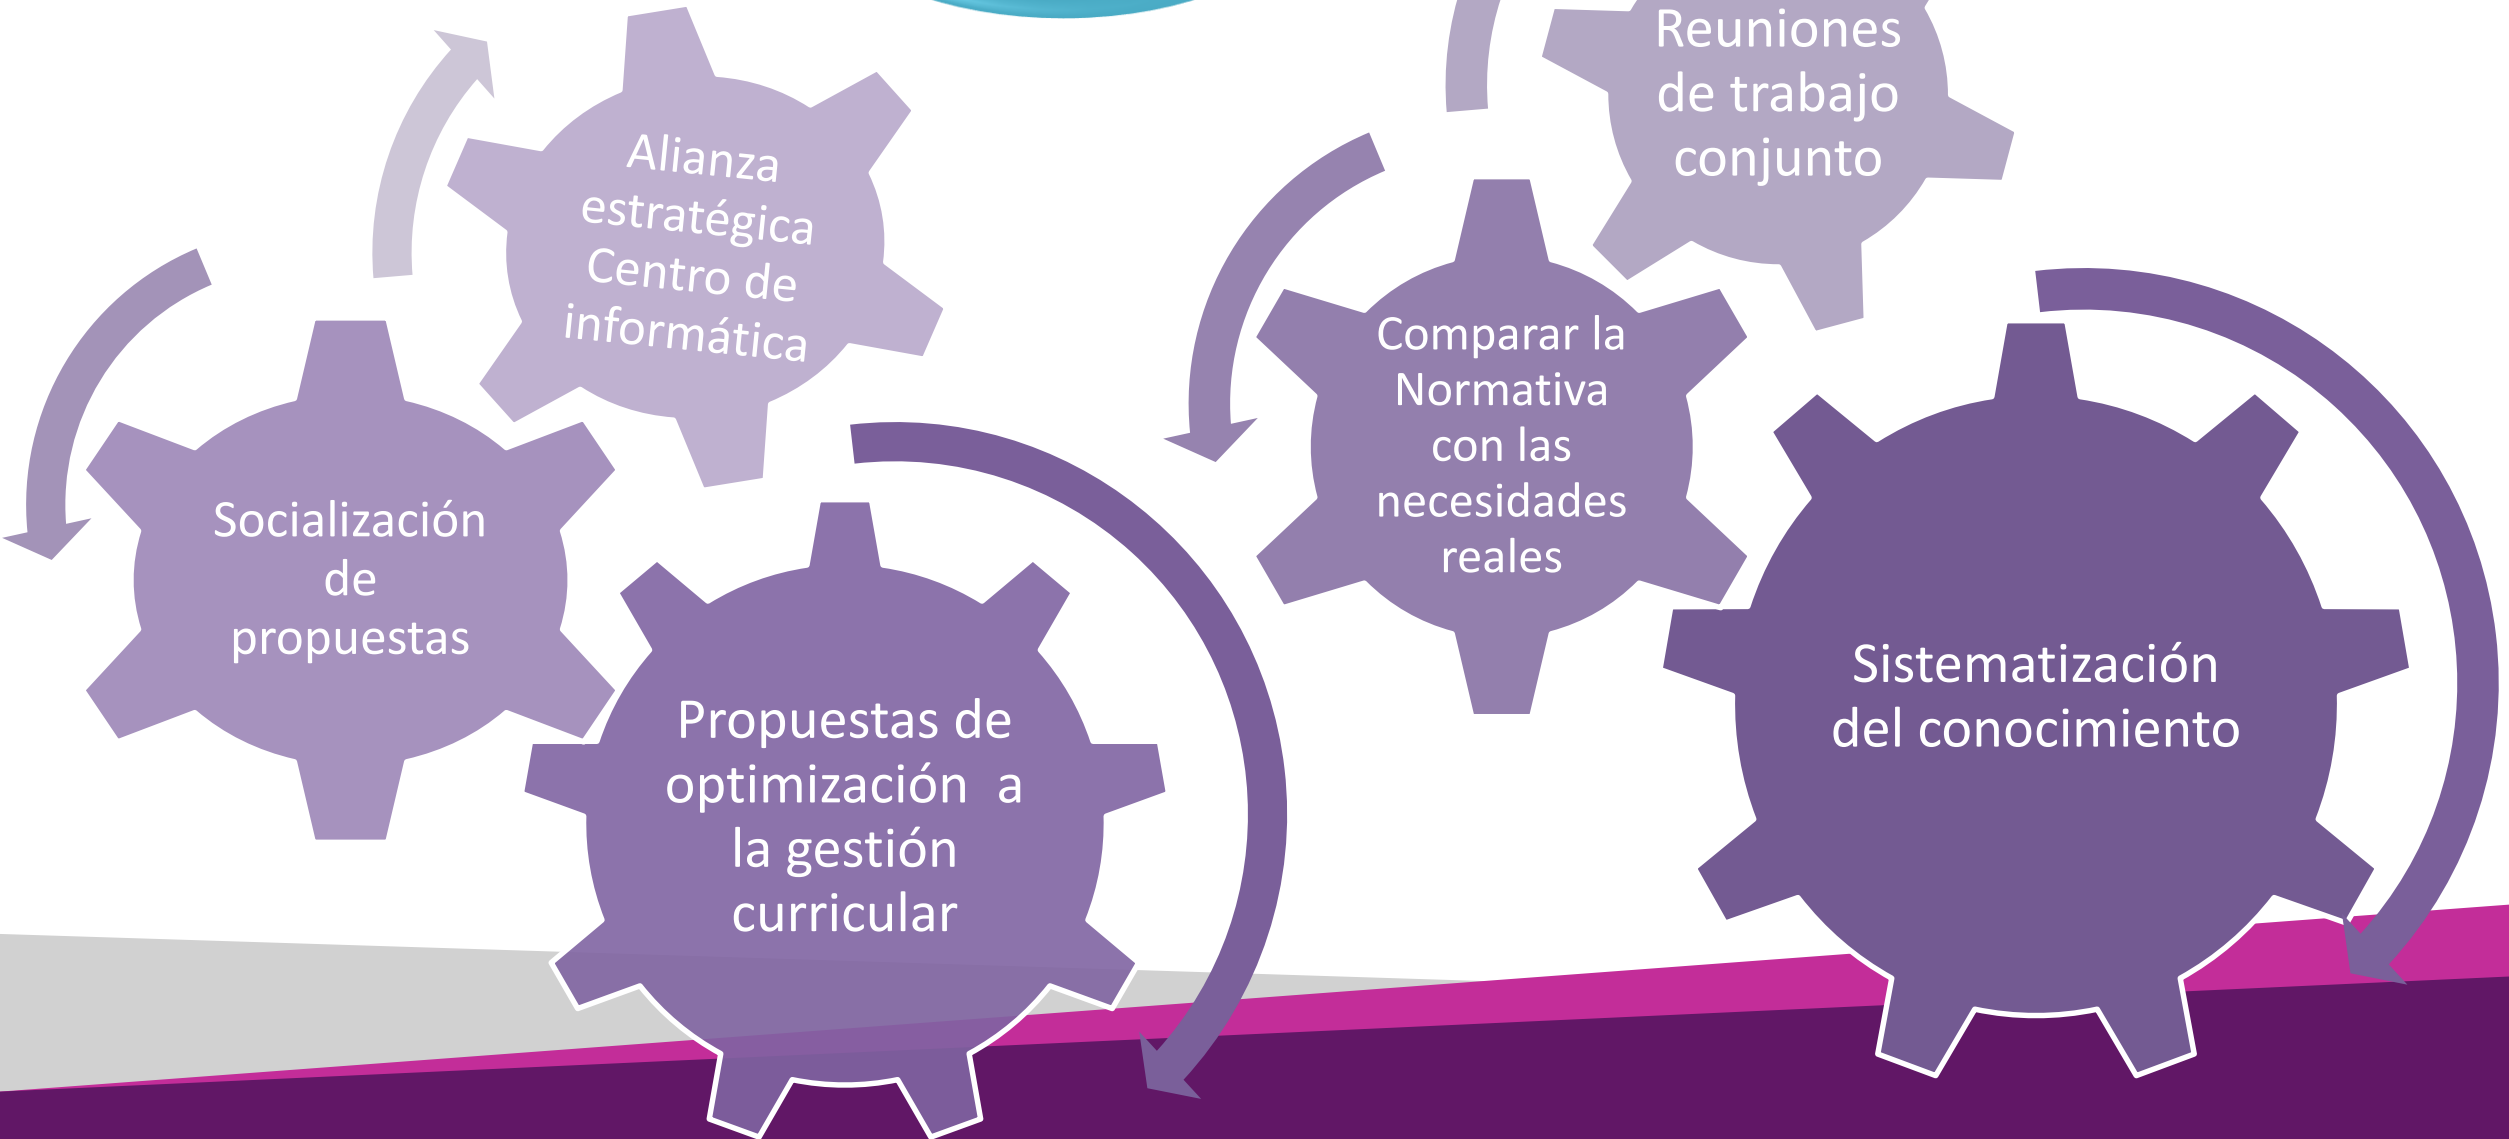 Alianza
estratégica
Centro de
informática
Socialización
de
propuestas
Propuestas de
optimización a
la gestión
curricular
Reuniones
de trabajo
conjunto
Comparar la
Normativa
con las
necesidades
reales
Sistematización
del conocimiento